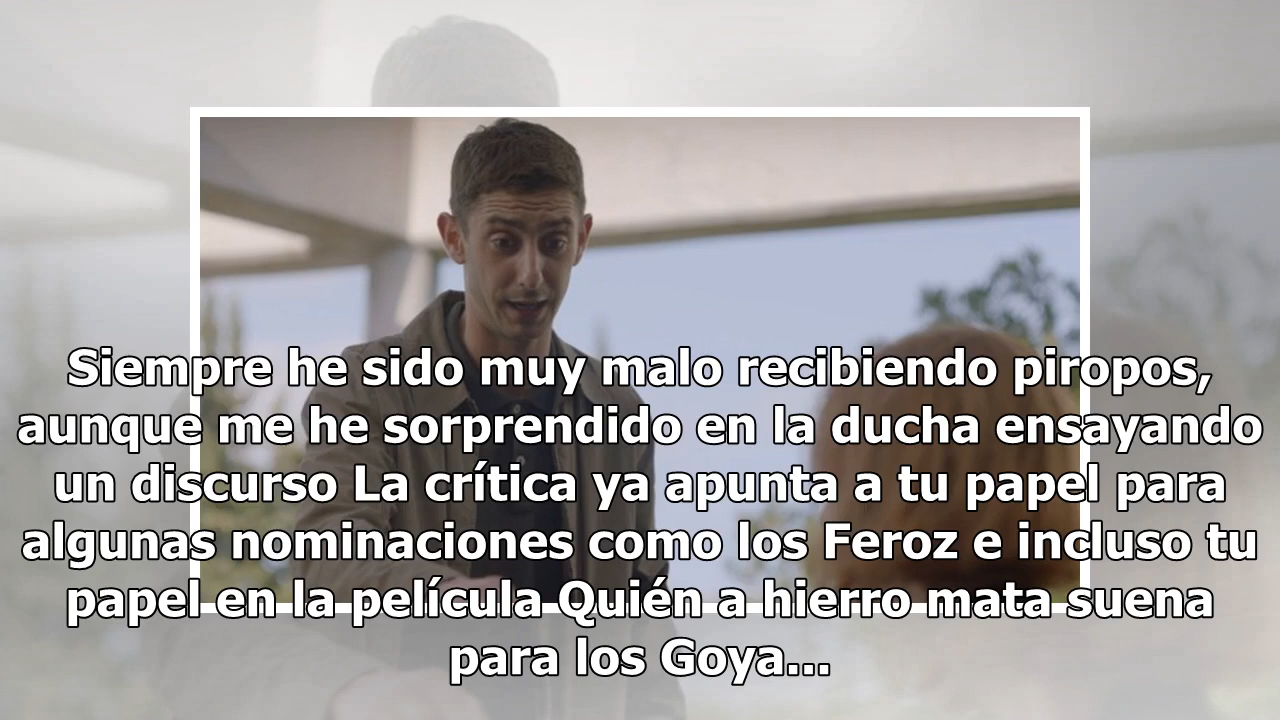 Siempre he sido muy malo recibiendo piropos,
aunque me he sorprendido en la ducha ensayando
un discurso La crítica ya apunta a tu papel para
algunas nominaciones como los Feroz e incluso tu
papel en la película Quién a hierro mata suena
para los Goya...